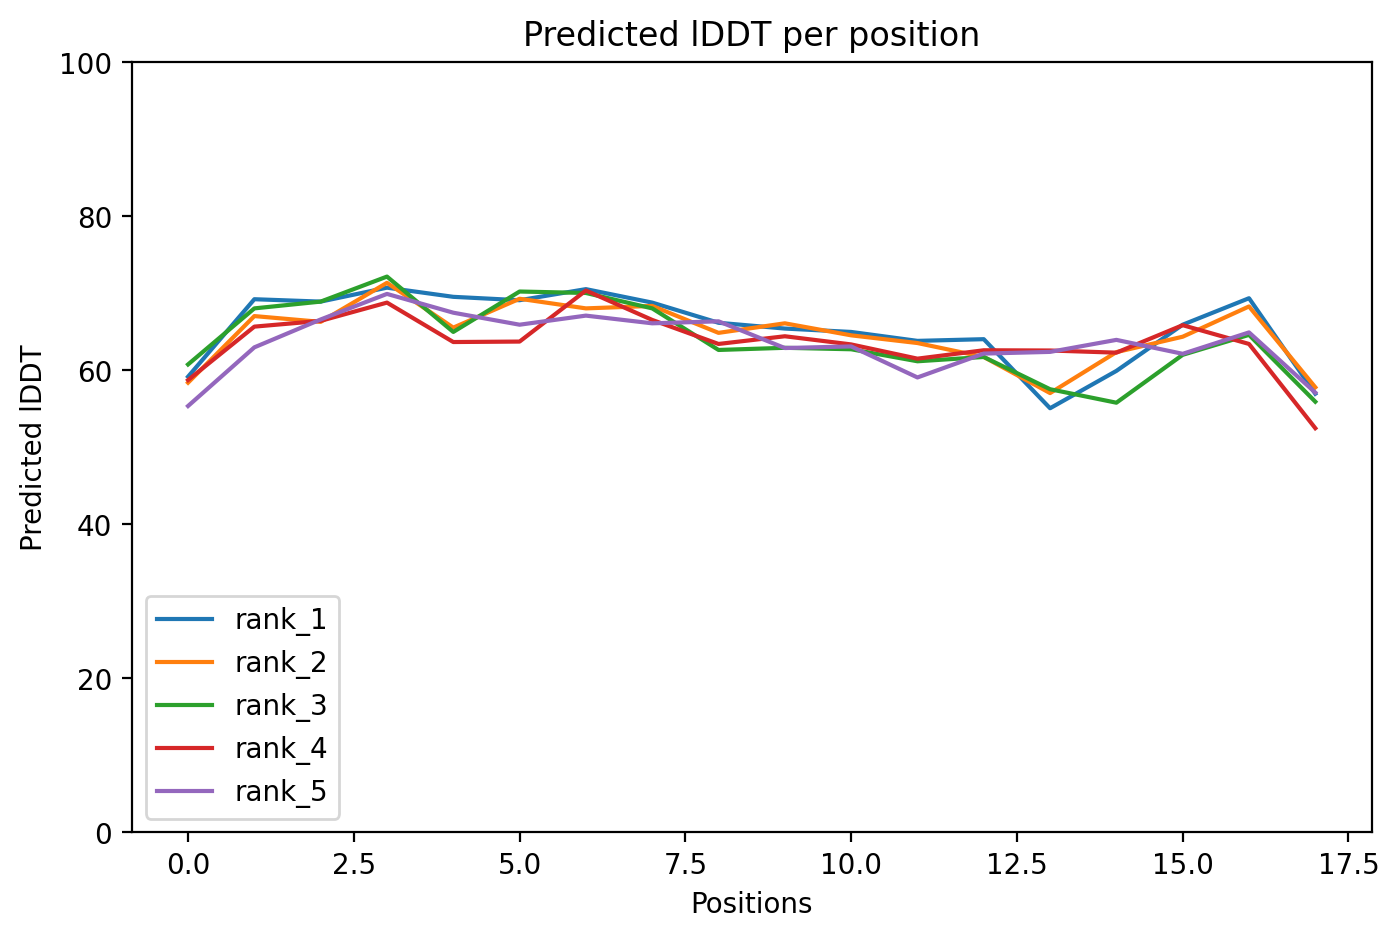 Predicted lDDT per position
100
80
60
40
20
0
Predicted lDDT
rank_1
rank_2
rank_3
rank_4
rank_5
0.0 2.5 5.0 7.5 10.0 12.5 15.0 17.5
Positions